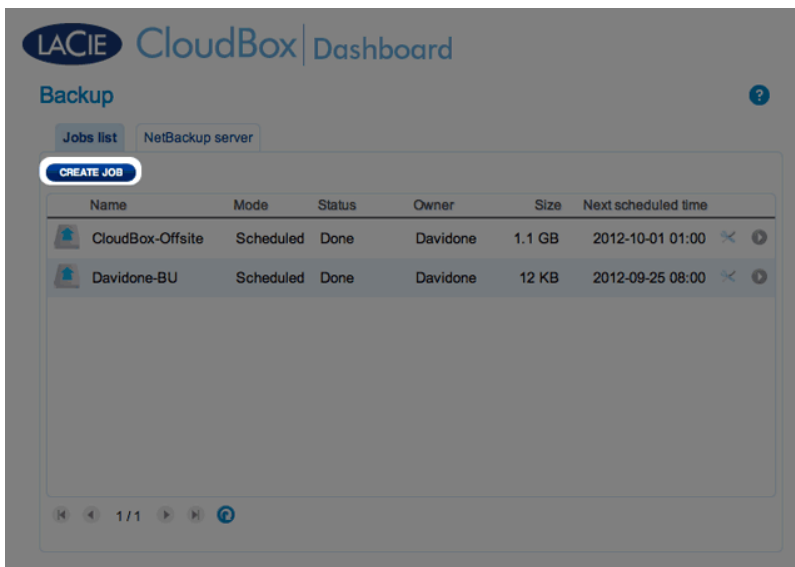 LACIE CloudBox Dashboard
Backup ?
Jobs list NetBackup server
CREATE JOB
Name Mode Status Owner Size Next scheduled time
CloudBox-Offsite Scheduled Done Davidone 1.1 GB 2012-10-01 01:00
Davidone-BU Scheduled Done Davidone 12 KB 2012-09-25 08:00
1/1